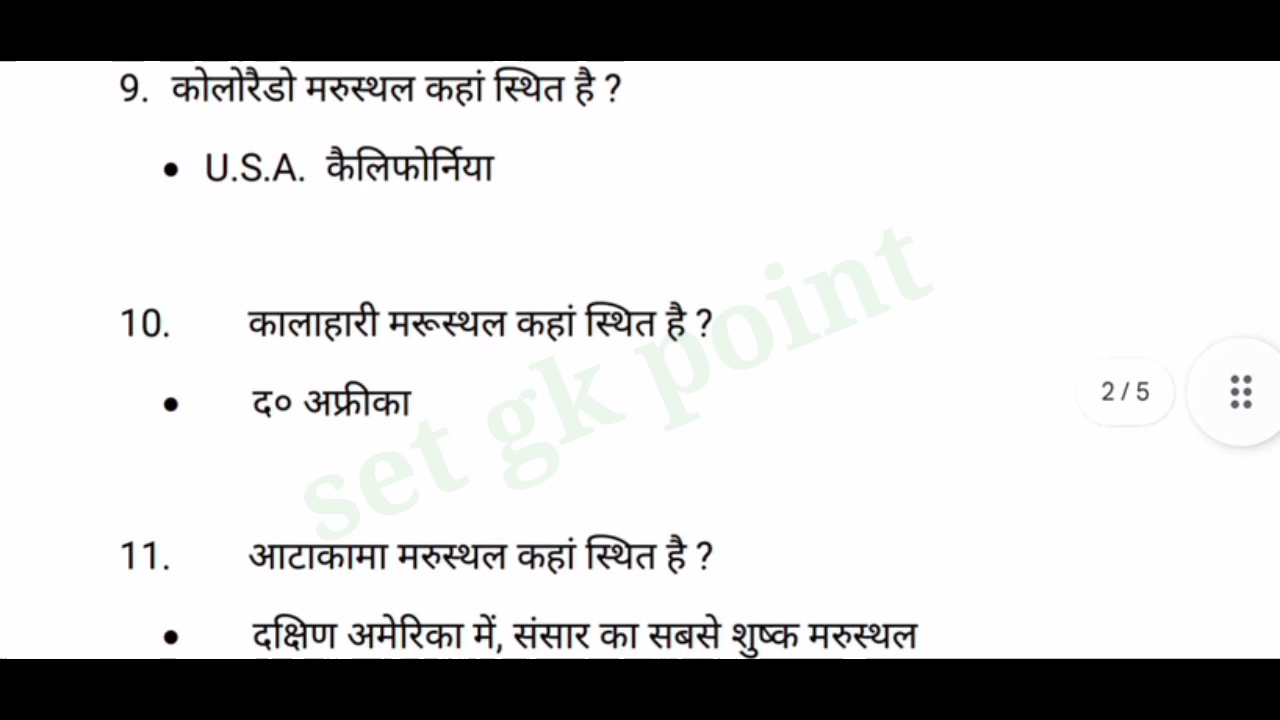 9. कोलोरैडो मरुस्थल कहां स्थित है ?
• U.S.A. कैलिफोर्निया
10. कालाहारी मरूस्थल कहां स्थित है ?
• द० अफ्रीका
11. आटाकामा मरुस्थल कहां स्थित है ?
• दक्षिण अमेरिका में, संसार का सबसे शुष्क मरुस्थल
set gk point
2 / 5